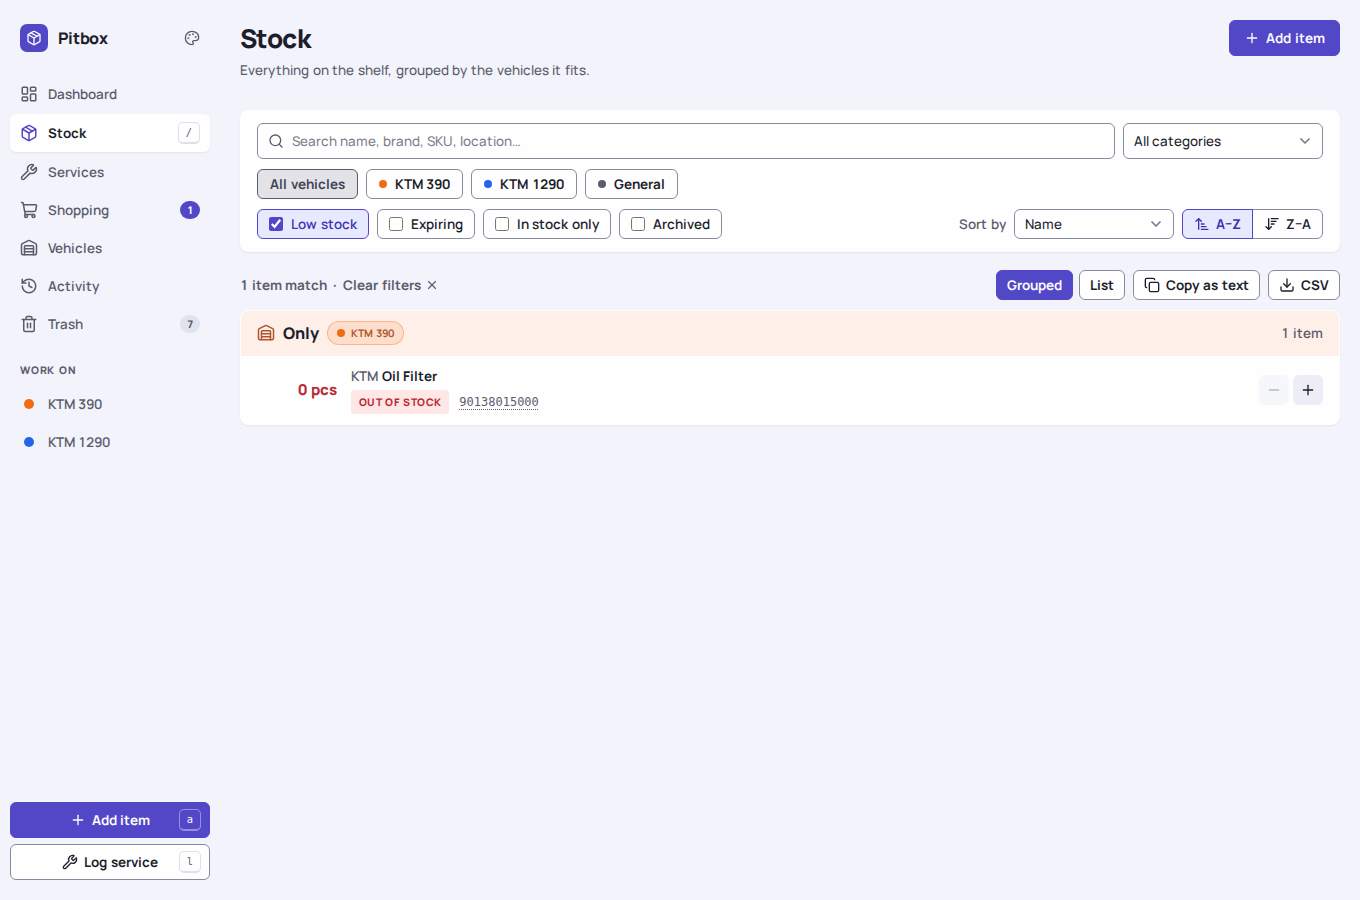 Pitbox
Dashboard
Stock /
Services
Shopping 1
Vehicles
Activity
Trash 7
WORK ON
KTM 390
KTM 1290
Add item a
Log service l
Stock
Everything on the shelf, grouped by the vehicles it fits.
Add item
Search name, brand, SKU, location...
All categories
All vehicles KTM 390 KTM 1290 General
Low stock Expiring In stock only Archived Sort by Name A–Z Z–A
1 item match · Clear filters
Grouped List Copy as text CSV
Only KTM 390 1 item
0 pcs
KTM Oil Filter
OUT OF STOCK 90138015000